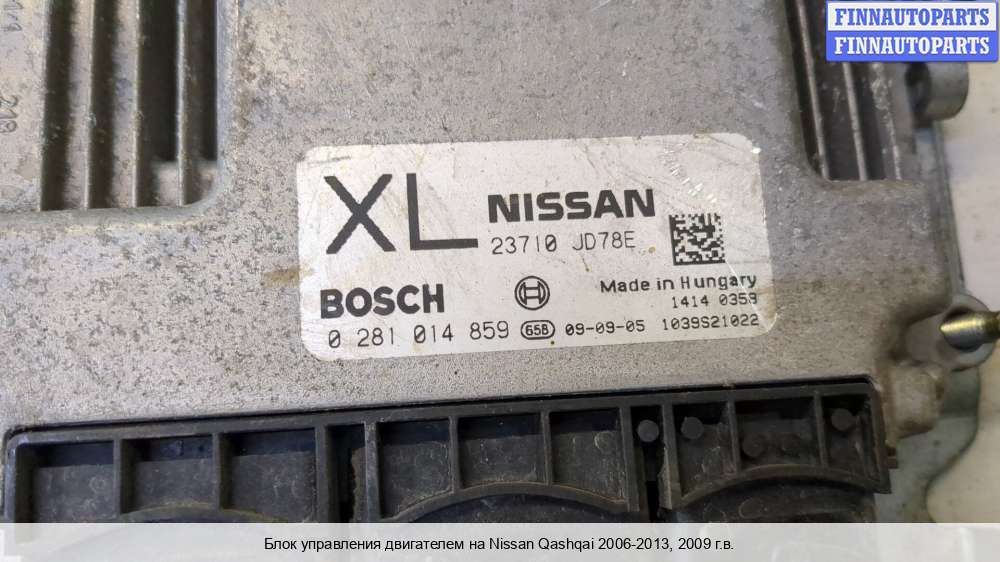 FINNAUTOPARTS
FINNAUTOPARTS
XL
NISSAN
23710 JD78E
BOSCH
Made in Hungary
1414 0359
0 281 014 859 65B 09-09-05 1039S21022
Блок управления двигателем на Nissan Qashqai 2006-2013, 2009 г.в.